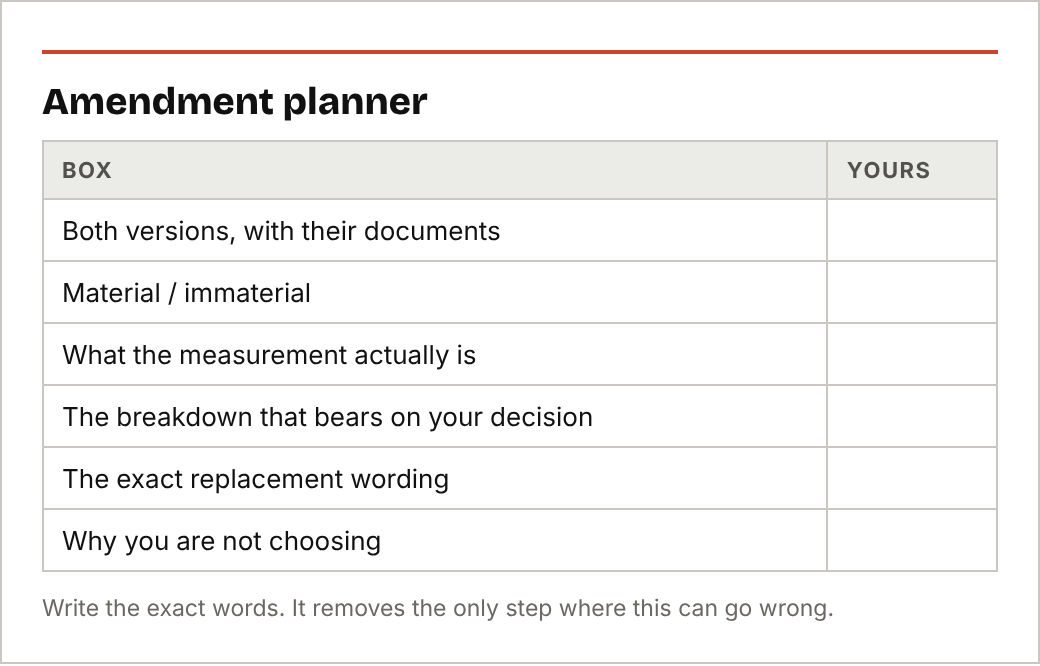 Amendment planner
BOX YOURS
Both versions, with their documents
Material / immaterial
What the measurement actually is
The breakdown that bears on your decision
The exact replacement wording
Why you are not choosing
Write the exact words. It removes the only step where this can go wrong.